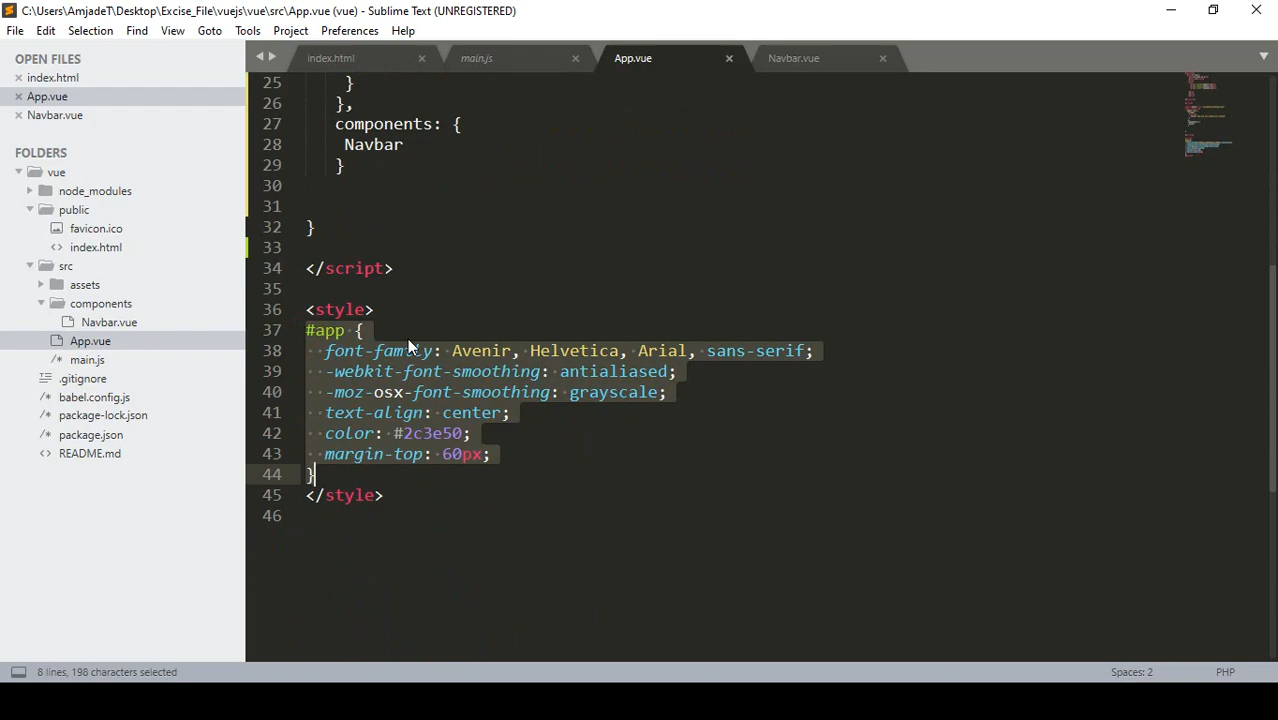 C:\Users\AmjadeT\Desktop\Excise_File\vuejs\vue\src\App.vue (vue) - Sublime Text (UNREGISTERED)
File Edit Selection Find View Goto Tools Project Preferences Help
OPEN FILES
index.html
App.vue
Navbar.vue
FOLDERS
vue
node_modules
public
favicon.ico
index.html
src
assets
components
Navbar.vue
App.vue
main.js
.gitignore
babel.config.js
package-lock.json
package.json
README.md
index.html main.js App.vue Navbar.vue
25 }
26 },
27 components: {
28 Navbar
29 }
30
31
32 }
33
34 </script>
35
36 <style>
37 #app {
38 font-family: Avenir, Helvetica, Arial, sans-serif;
39 -webkit-font-smoothing: antialiased;
40 -moz-osx-font-smoothing: grayscale;
41 text-align: center;
42 color: #2c3e50;
43 margin-top: 60px;
44 }
45 </style>
46
8 lines, 198 characters selected
Spaces: 2
PHP